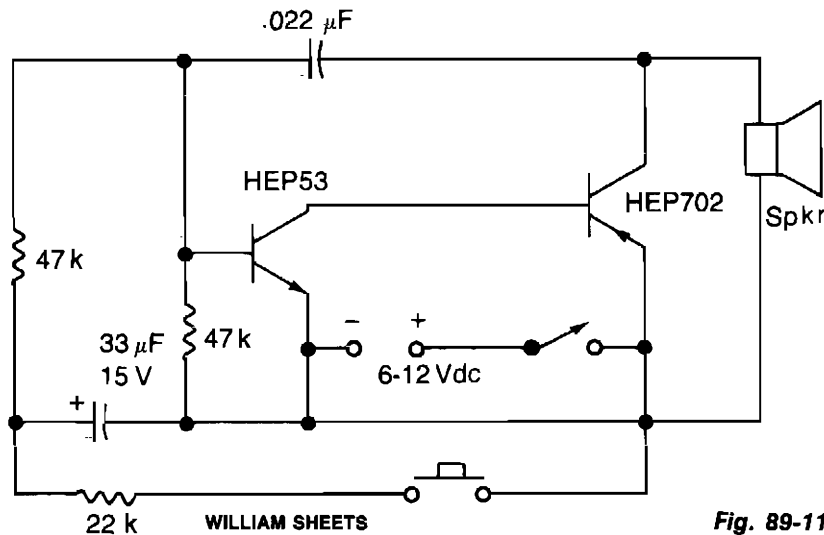 .022 µF
HEP53
HEP702
Spkr
47 k
47 k
33 µF
15 V
+
- +
6-12 Vdc
22 k
WILLIAM SHEETS
Fig. 89-11